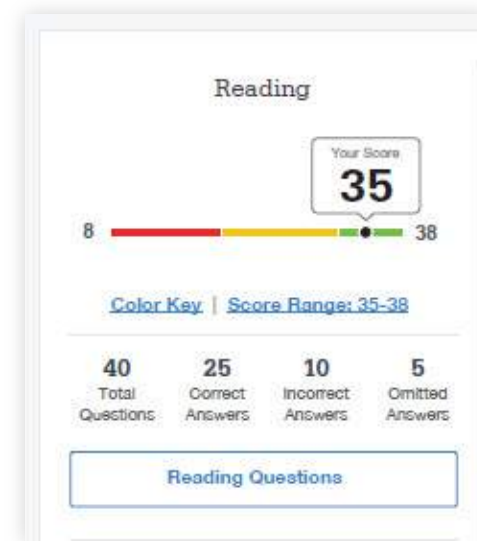 Reading
Your Score
35
8 38
Color Key | Score Range: 35-38
40 25 10 5
Total Correct Incorrect Omitted
Questions Answers Answers Answers
Reading Questions